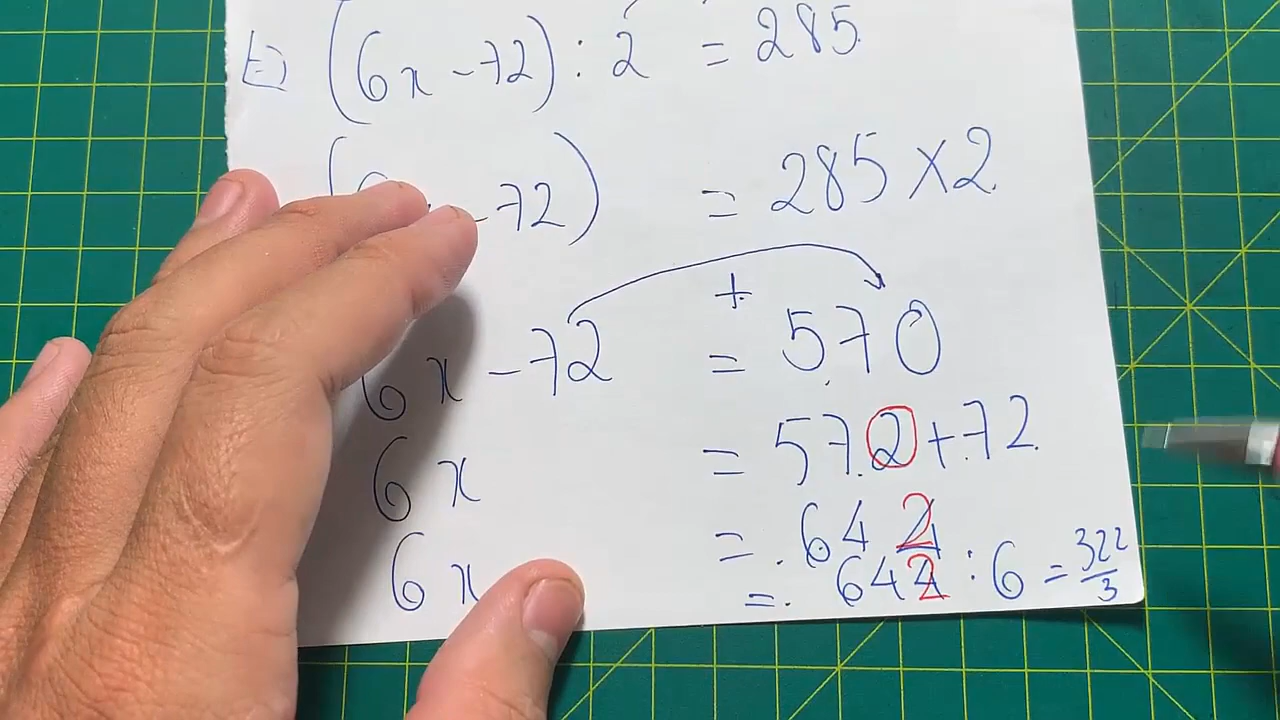 E) (6x - 72) : 2 = 285
- 72) = 285 × 2
+
6x - 72 = 570
6x = 572 + 72
6x = 642
6x = 642 : 6 = 322/3